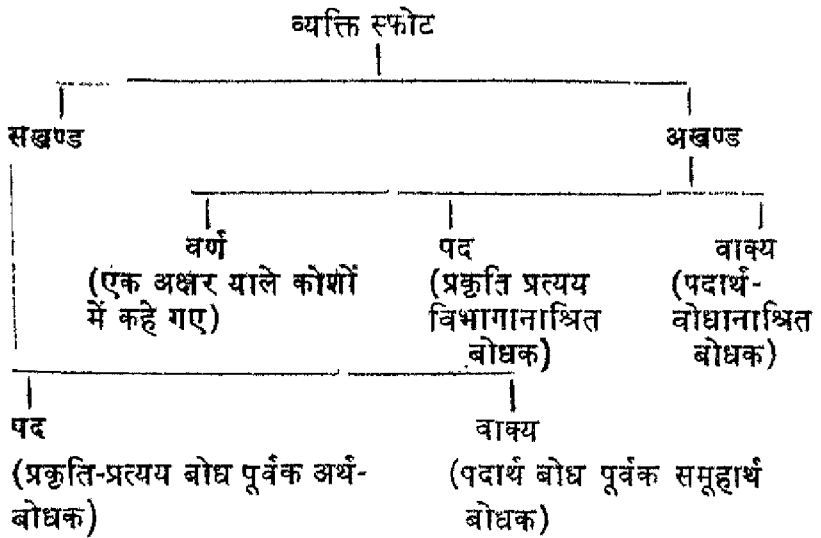 व्यक्ति स्फोट
सखण्ड
अखण्ड
वर्ण
(एक अक्षर याले कोशों
में कहे गए)
पद
(प्रकृति प्रत्यय
विभागानाश्रित
बोधक)
वाक्य
(पदार्थ-
वोधानाश्रित
बोधक)
पद
(प्रकृति-प्रत्यय बोध पूर्वक अर्थ-
बोधक)
वाक्य
(पदार्थ बोध पूर्वक समूहार्थ
बोधक)